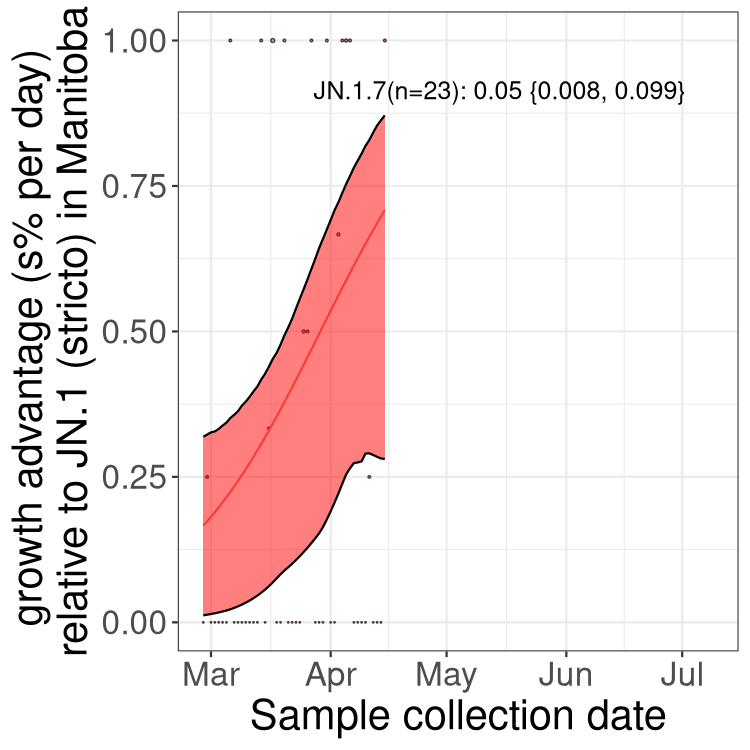 growth advantage (s% per day)
relative to JN.1 (stricto) in Manitoba
1.00
0.75
0.50
0.25
0.00
JN.1.7(n=23): 0.05 {0.008, 0.099}
Mar Apr May Jun Jul
Sample collection date